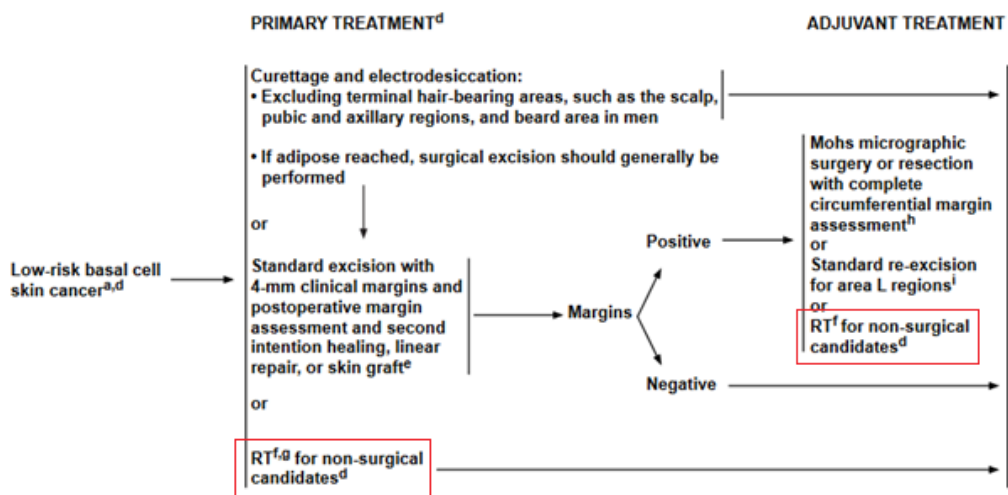 PRIMARY TREATMENTd
ADJUVANT TREATMENT
Curettage and electrodesiccation:
• Excluding terminal hair-bearing areas, such as the scalp,
pubic and axillary regions, and beard area in men
• If adipose reached, surgical excision should generally be
performed
or
Low-risk basal cell
skin cancera,d
Standard excision with
4-mm clinical margins and
postoperative margin
assessment and second
intention healing, linear
repair, or skin grafte
or
RTf,g for non-surgical
candidatesd
Margins
Positive
Negative
Mohs micrographic
surgery or resection
with complete
circumferential margin
assessmenth
or
Standard re-excision
for area L regionsi
or
RTf for non-surgical
candidatesd